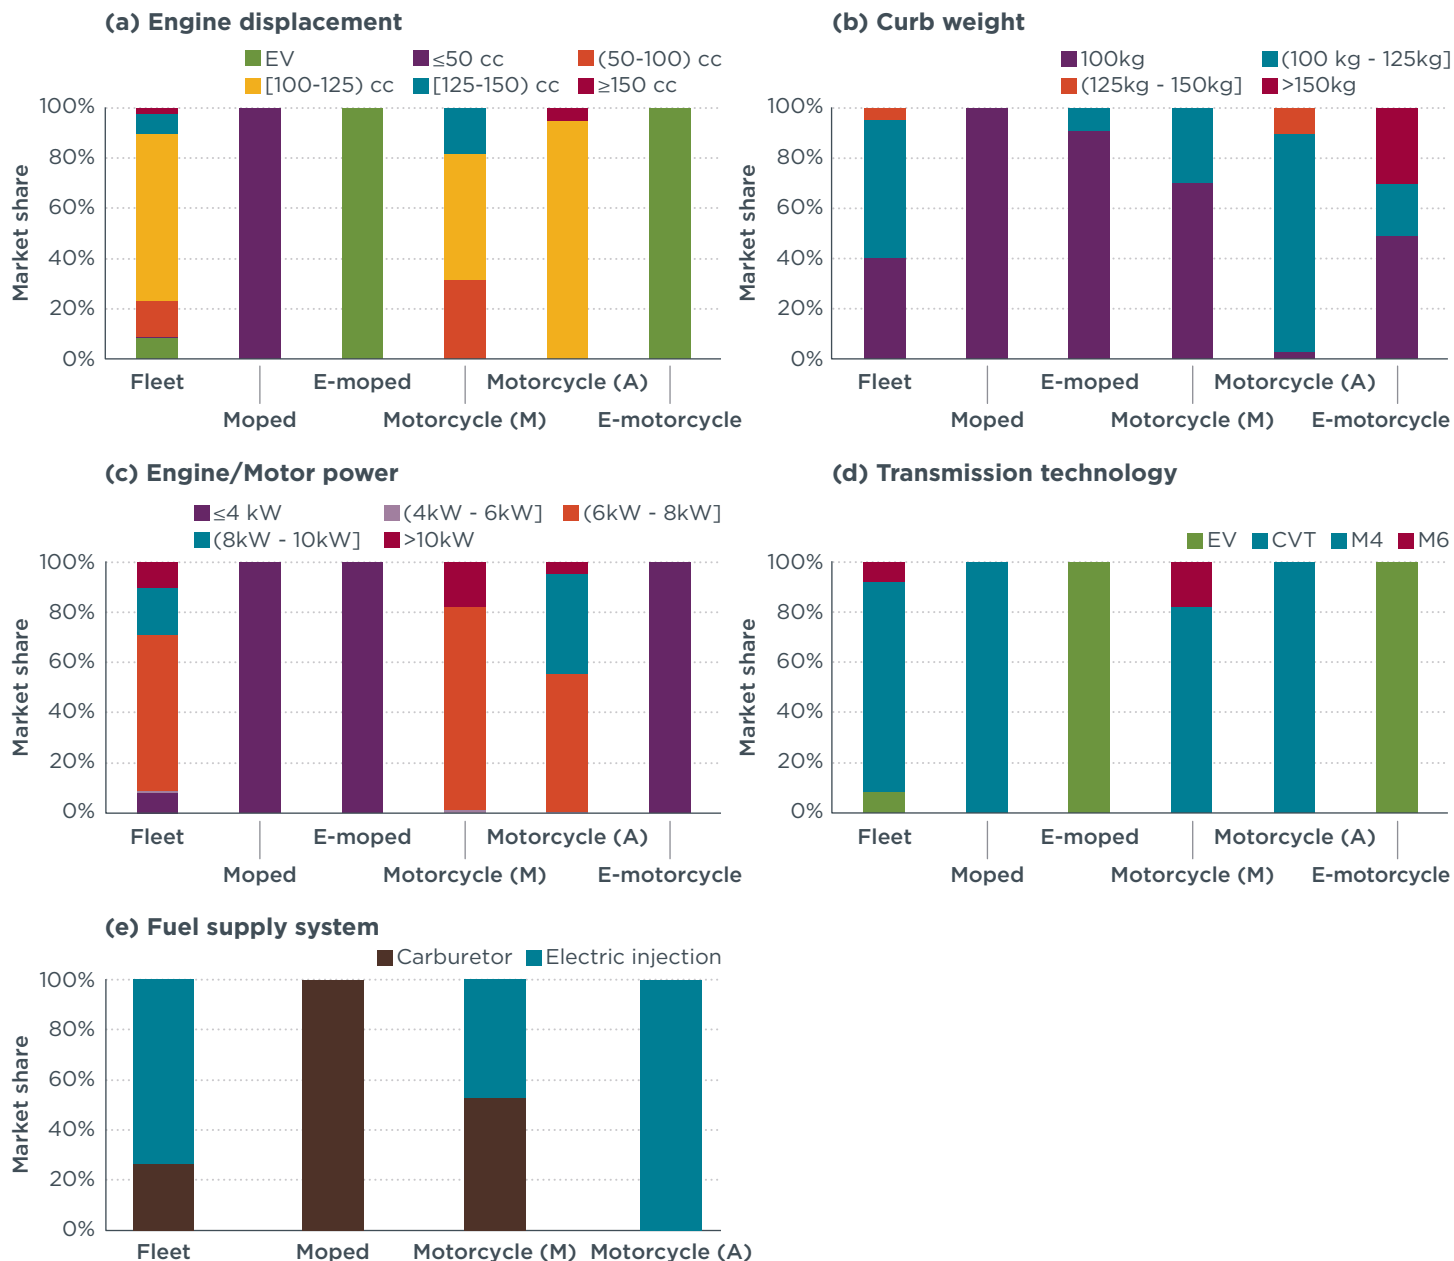 (a) Engine displacement
EV ≤50 cc (50-100) cc
[100-125) cc [125-150) cc ≥150 cc
Market share
100%
80%
60%
40%
20%
0%
Fleet E-moped Motorcycle (A)
Moped Motorcycle (M) E-motorcycle
(b) Curb weight
100kg (100 kg - 125kg]
(125kg - 150kg] >150kg
Market share
100%
80%
60%
40%
20%
0%
Fleet E-moped Motorcycle (A)
Moped Motorcycle (M) E-motorcycle
(c) Engine/Motor power
≤4 kW (4kW - 6kW] (6kW - 8kW]
(8kW - 10kW] >10kW
Market share
100%
80%
60%
40%
20%
0%
Fleet E-moped Motorcycle (A)
Moped Motorcycle (M) E-motorcycle
(d) Transmission technology
EV CVT M4 M6
Market share
100%
80%
60%
40%
20%
0%
Fleet E-moped Motorcycle (A)
Moped Motorcycle (M) E-motorcycle
(e) Fuel supply system
Carburetor Electric injection
Market share
100%
80%
60%
40%
20%
0%
Fleet Moped Motorcycle (M) Motorcycle (A)